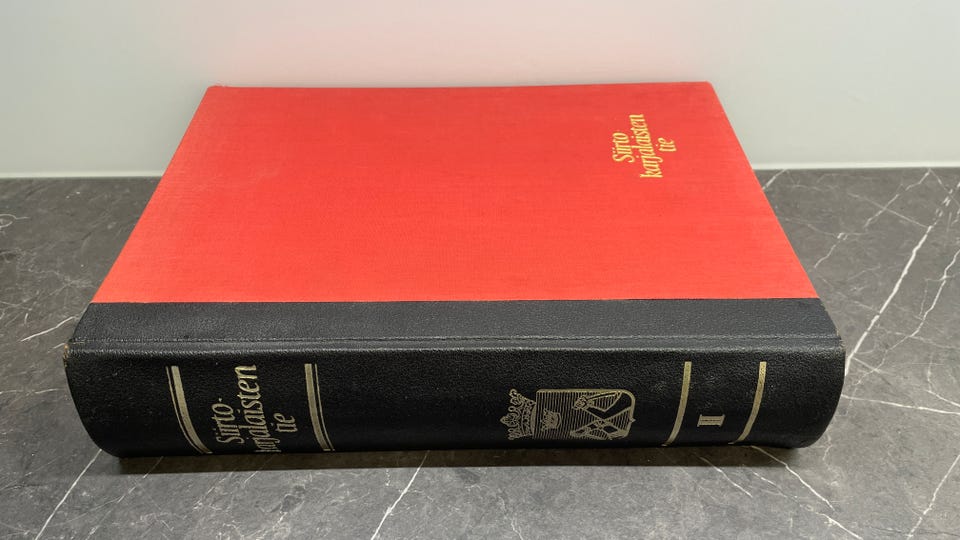 Siirto
karjalaisten
tie
Siirto-
karjalaisten
tie
II